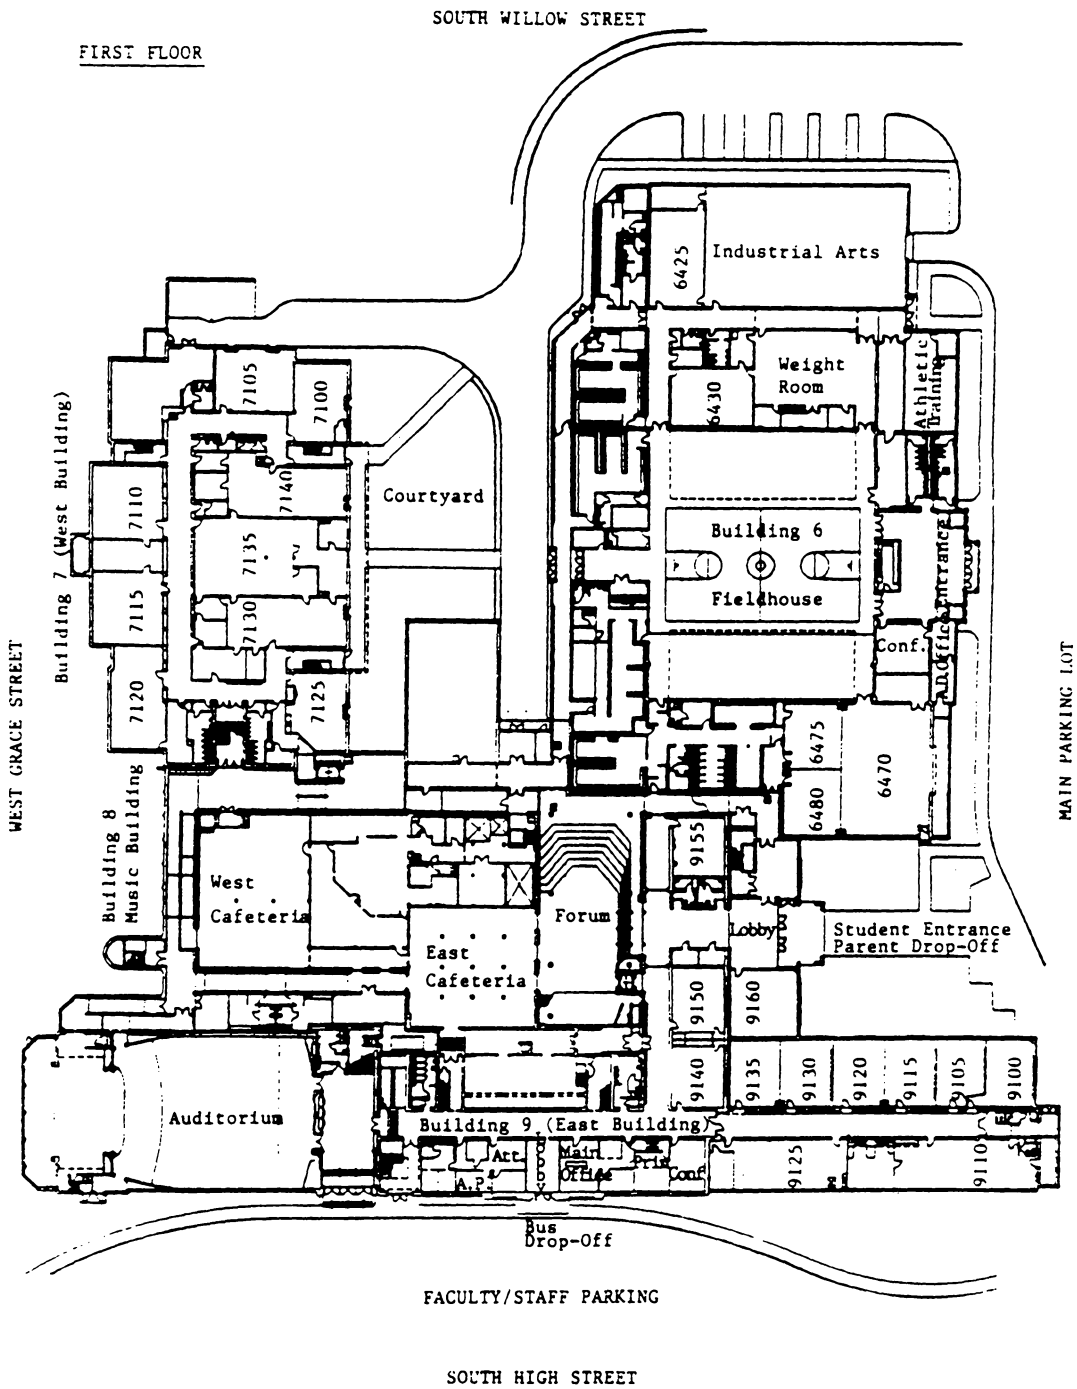 SOUTH WILLOW STREET
FIRST FLOOR
6425
Industrial Arts
7105
7100
Weight
Room
6430
Athletic
Training
Building 7 (West Building)
7110
7140
Courtyard
7135
Building 6
Fieldhouse
Entrance
7115
7130
Conf.
A.D.Office
7120
7125
WEST GRACE STREET
MAIN PARKING LOT
6475
6470
6480
Building 8
Music Building
9155
West
Cafeteria
Forum
Lobby
Student Entrance
Parent Drop-Off
East
Cafeteria
9150
9160
9140
9135
9130
9120
9115
9105
9100
Auditorium
Building 9 (East Building)
Att.
Main
Office
Prin
Conf
A.P.
9125
9110
Bus
Drop-Off
FACULTY/STAFF PARKING
SOUTH HIGH STREET